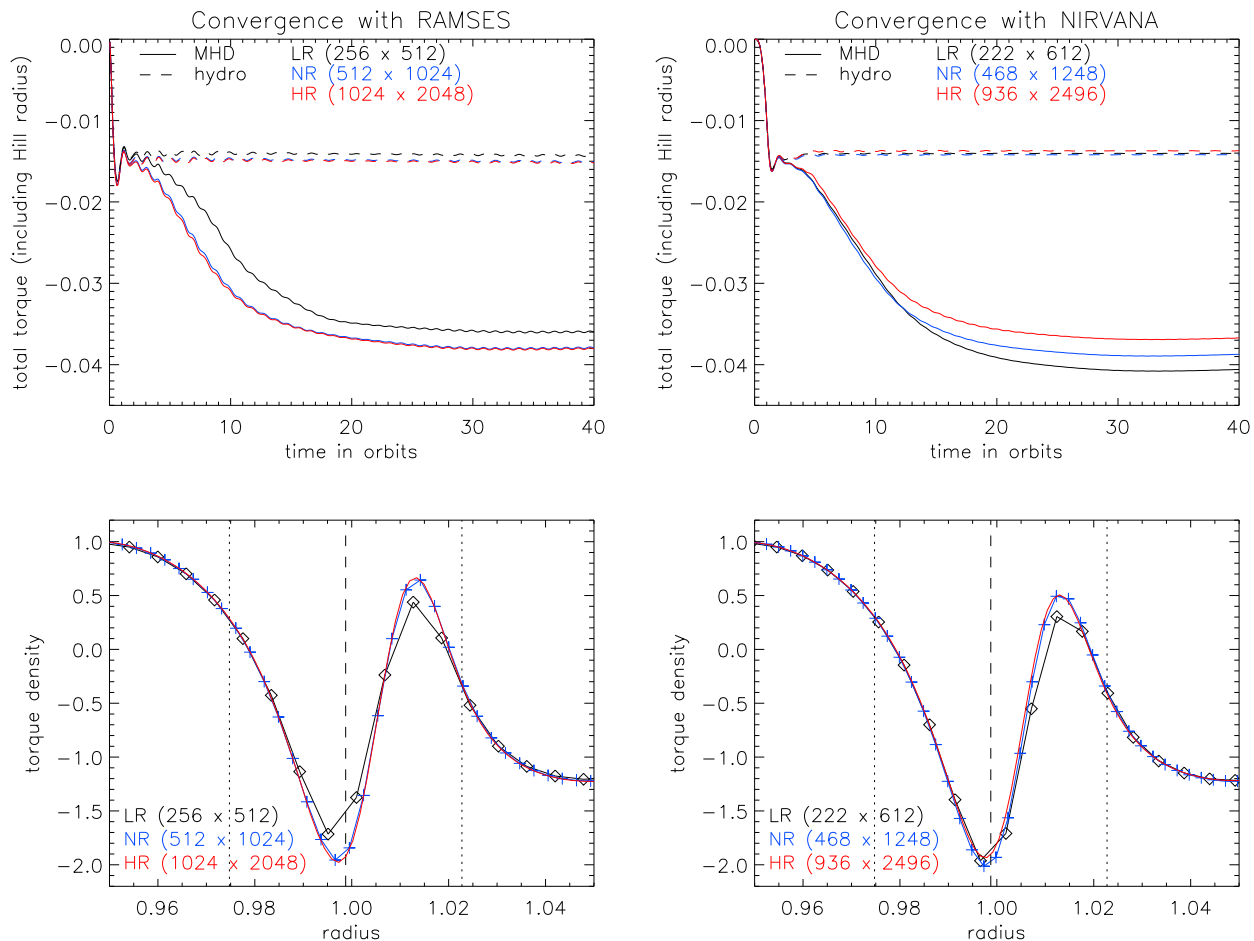 Convergence with RAMSES
MHD
hydro
LR (256 x 512)
NR (512 x 1024)
HR (1024 x 2048)
0.00
−0.01
−0.02
−0.03
−0.04
total torque (including Hill radius)
0
10
20
30
40
time in orbits
Convergence with NIRVANA
MHD
hydro
LR (222 x 612)
NR (468 x 1248)
HR (936 x 2496)
0.00
−0.01
−0.02
−0.03
−0.04
total torque (including Hill radius)
0
10
20
30
40
time in orbits
1.0
0.5
0.0
−0.5
−1.0
−1.5
−2.0
torque density
LR (256 x 512)
NR (512 x 1024)
HR (1024 x 2048)
0.96
0.98
1.00
1.02
1.04
radius
1.0
0.5
0.0
−0.5
−1.0
−1.5
−2.0
torque density
LR (222 x 612)
NR (468 x 1248)
HR (936 x 2496)
0.96
0.98
1.00
1.02
1.04
radius